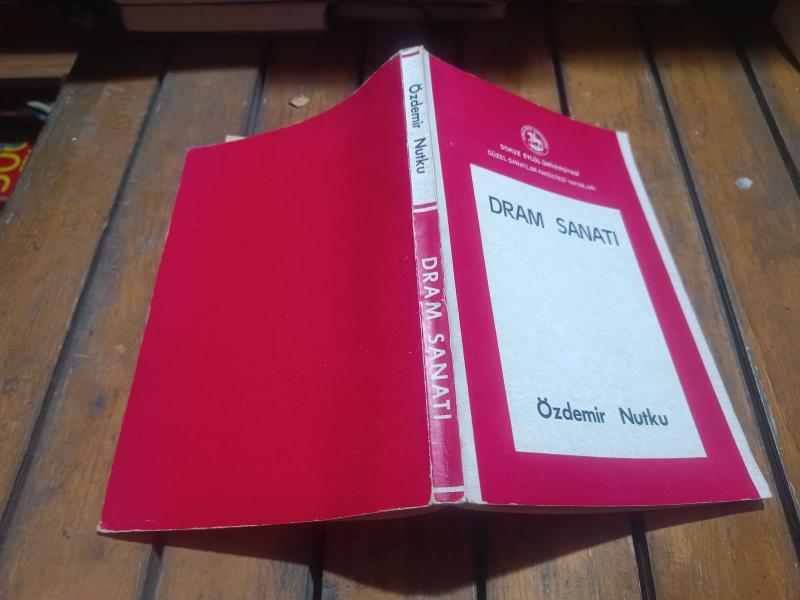 Özdemir Nutku
DRAM SANATI
DOKUZ EYLÜL ÜNİVERSİTESİ
GÜZEL SANATLAR FAKÜLTESİ YAYINLARI
DRAM SANATI
Özdemir Nutku